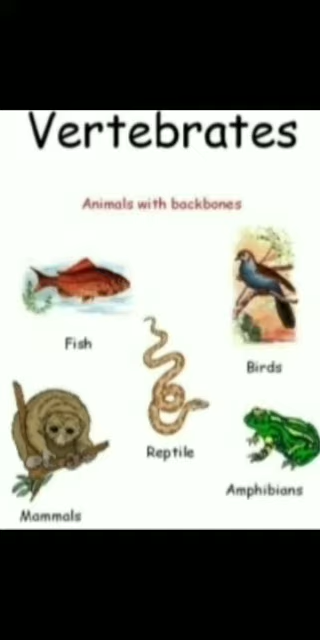 Vertebrates
Animals with backbones
Fish
Birds
Reptile
Amphibians
Mammals